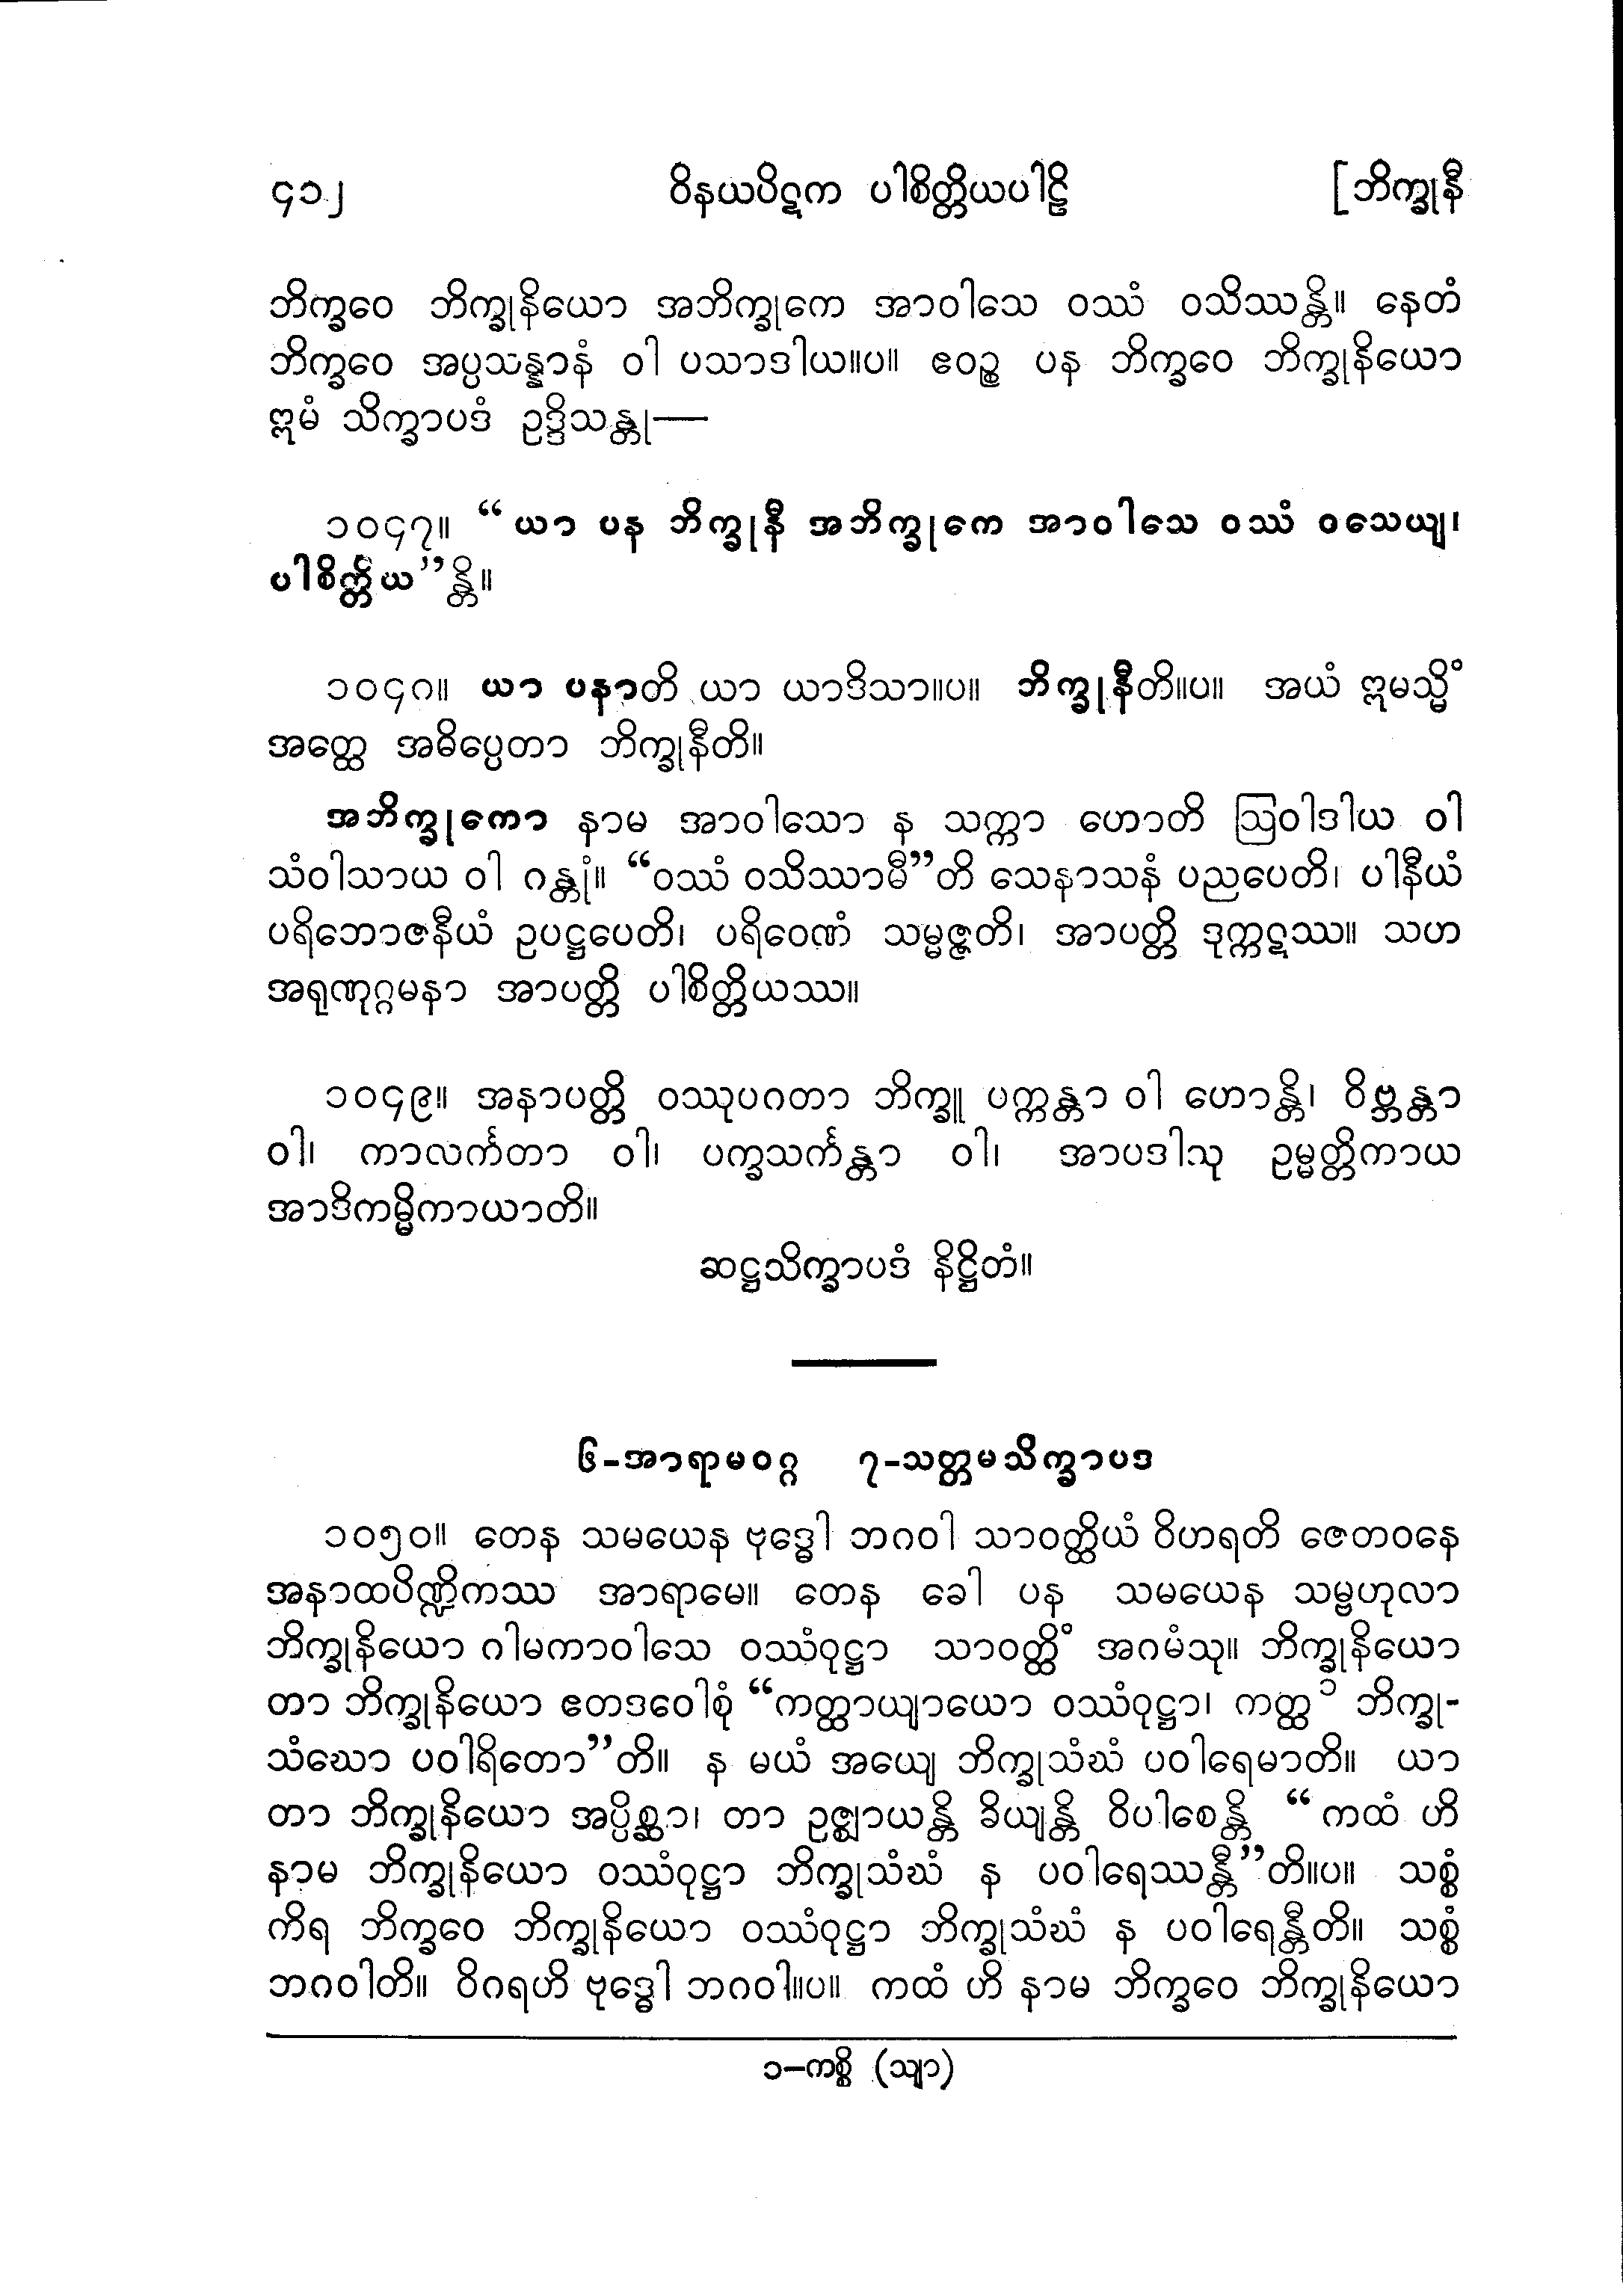 ၄၁၂ ဝိနယပိဋက ပါစိတ္တိယပါဠိ [ဘိက္ခုနီ
ဘိက္ခဝေ ဘိက္ခုနိယော အဘိက္ခုကေ အာဝါသေ ဝဿံ ဝသိဿန္တိ။ နေတံ
ဘိက္ခဝေ အပ္ပသန္နာနံ ဝါ ပသာဒါယ။ပ။ ဧဝဉ္စ ပန ဘိက္ခဝေ ဘိက္ခုနိယော
ဣမံ သိက္ခာပဒံ ဥဒ္ဒိသန္တု—
၁၀၄၇။ “ယာ ပန ဘိက္ခုနီ အဘိက္ခုကေ အာဝါသေ ဝဿံ ဝသေယျ၊
ပါစိတ္တိယ”န္တိ။
၁၀၄၈။ ယာ ပနာတိ ယာ ယာဒိသာ။ပ။ ဘိက္ခုနီတိ။ပ။ အယံ ဣမသ္မိံ
အတ္ထေ အဓိပ္ပေတာ ဘိက္ခုနီတိ။
အဘိက္ခုကော နာမ အာဝါသော န သက္ကာ ဟောတိ ဩဝါဒါယ ဝါ
သံဝါသာယ ဝါ ဂန္တုံ။ “ဝဿံ ဝသိဿာမီ”တိ သေနာသနံ ပညပေတိ၊ ပါနီယံ
ပရိဘောဇနီယံ ဥပဋ္ဌပေတိ၊ ပရိဝေဏံ သမ္မဇ္ဇတိ၊ အာပတ္တိ ဒုက္ကဋဿ။ သဟ
အရုဏုဂ္ဂမနာ အာပတ္တိ ပါစိတ္တိယဿ။
၁၀၄၉။ အနာပတ္တိ ဝဿုပဂတာ ဘိက္ခူ ပက္ကန္တာ ဝါ ဟောန္တိ၊ ဝိဗ္ဘန္တာ
ဝါ၊ ကာလင်္ကတာ ဝါ၊ ပက္ခသင်္ကန္တာ ဝါ၊ အာပဒါသု ဥမ္မတ္တိကာယ
အာဒိကမ္မိကာယာတိ။
ဆဋ္ဌသိက္ခာပဒံ နိဋ္ဌိတံ။
၆-အာရာမဝဂ္ဂ ၇-သတ္တမသိက္ခာပဒ
၁၀၅၀။ တေန သမယေန ဗုဒ္ဓေါ ဘဂဝါ သာဝတ္ထိယံ ဝိဟရတိ ဇေတဝနေ
အနာထပိဏ္ဍိကဿ အာရာမေ။ တေန ခေါ ပန သမယေန သမ္ဗဟုလာ
ဘိက္ခုနိယော ဂါမကာဝါသေ ဝဿံဝုဋ္ဌာ သာဝတ္ထိံ အဂမံသု။ ဘိက္ခုနိယော
တာ ဘိက္ခုနိယော ဧတဒဝေါစုံ “ကတ္ထာယျာယော ဝဿံဝုဋ္ဌာ၊ ကတ္ထ ၁ ဘိက္ခု-
သံဃော ပဝါရိတော”တိ။ န မယံ အယျေ ဘိက္ခုသံဃံ ပဝါရေမာတိ။ ယာ
တာ ဘိက္ခုနိယော အပ္ပိစ္ဆာ၊ တာ ဥဇ္ဈာယန္တိ ခိယျန္တိ ဝိပါစေန္တိ “ကထံ ဟိ
နာမ ဘိက္ခုနိယော ဝဿံဝုဋ္ဌာ ဘိက္ခုသံဃံ န ပဝါရေဿန္တီ”တိ။ပ။ သစ္စံ
ကိရ ဘိက္ခဝေ ဘိက္ခုနိယော ဝဿံဝုဋ္ဌာ ဘိက္ခုသံဃံ န ပဝါရေန္တီတိ။ သစ္စံ
ဘဂဝါတိ။ ဝိဂရဟိ ဗုဒ္ဓေါ ဘဂဝါ။ပ။ ကထံ ဟိ နာမ ဘိက္ခဝေ ဘိက္ခုနိယော
၁—ကစ္စိ (သျာ)